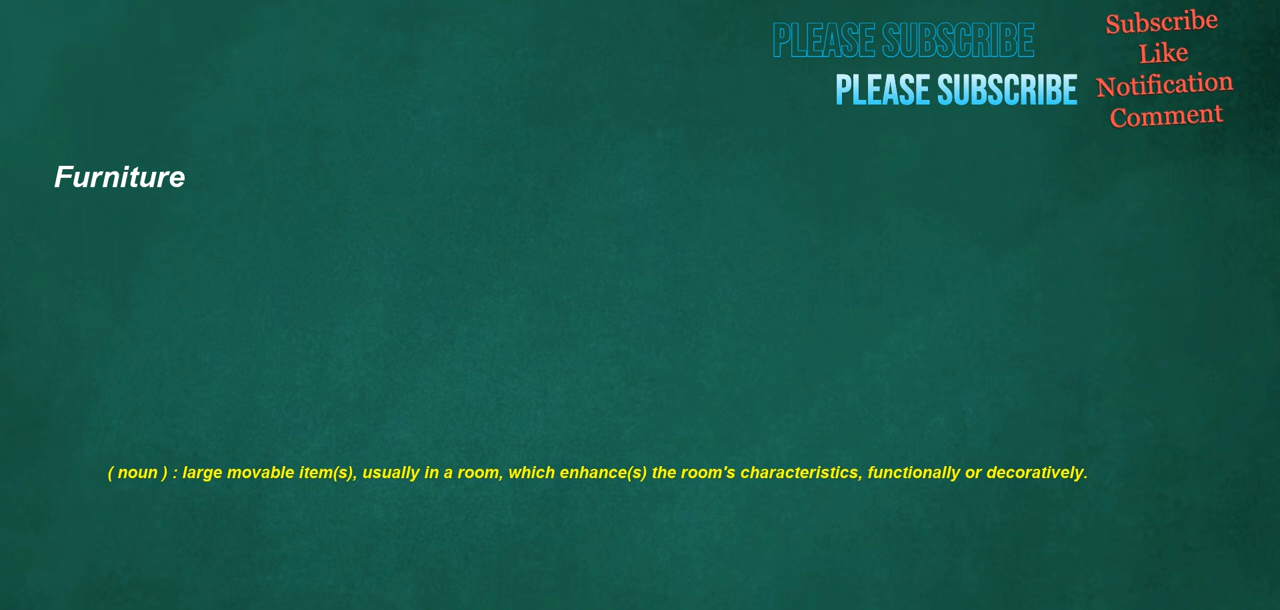 PLEASE SUBSCRIBE
PLEASE SUBSCRIBE
Subscribe
Like
Notification
Comment
Furniture
( noun ) : large movable item(s), usually in a room, which enhance(s) the room's characteristics, functionally or decoratively.